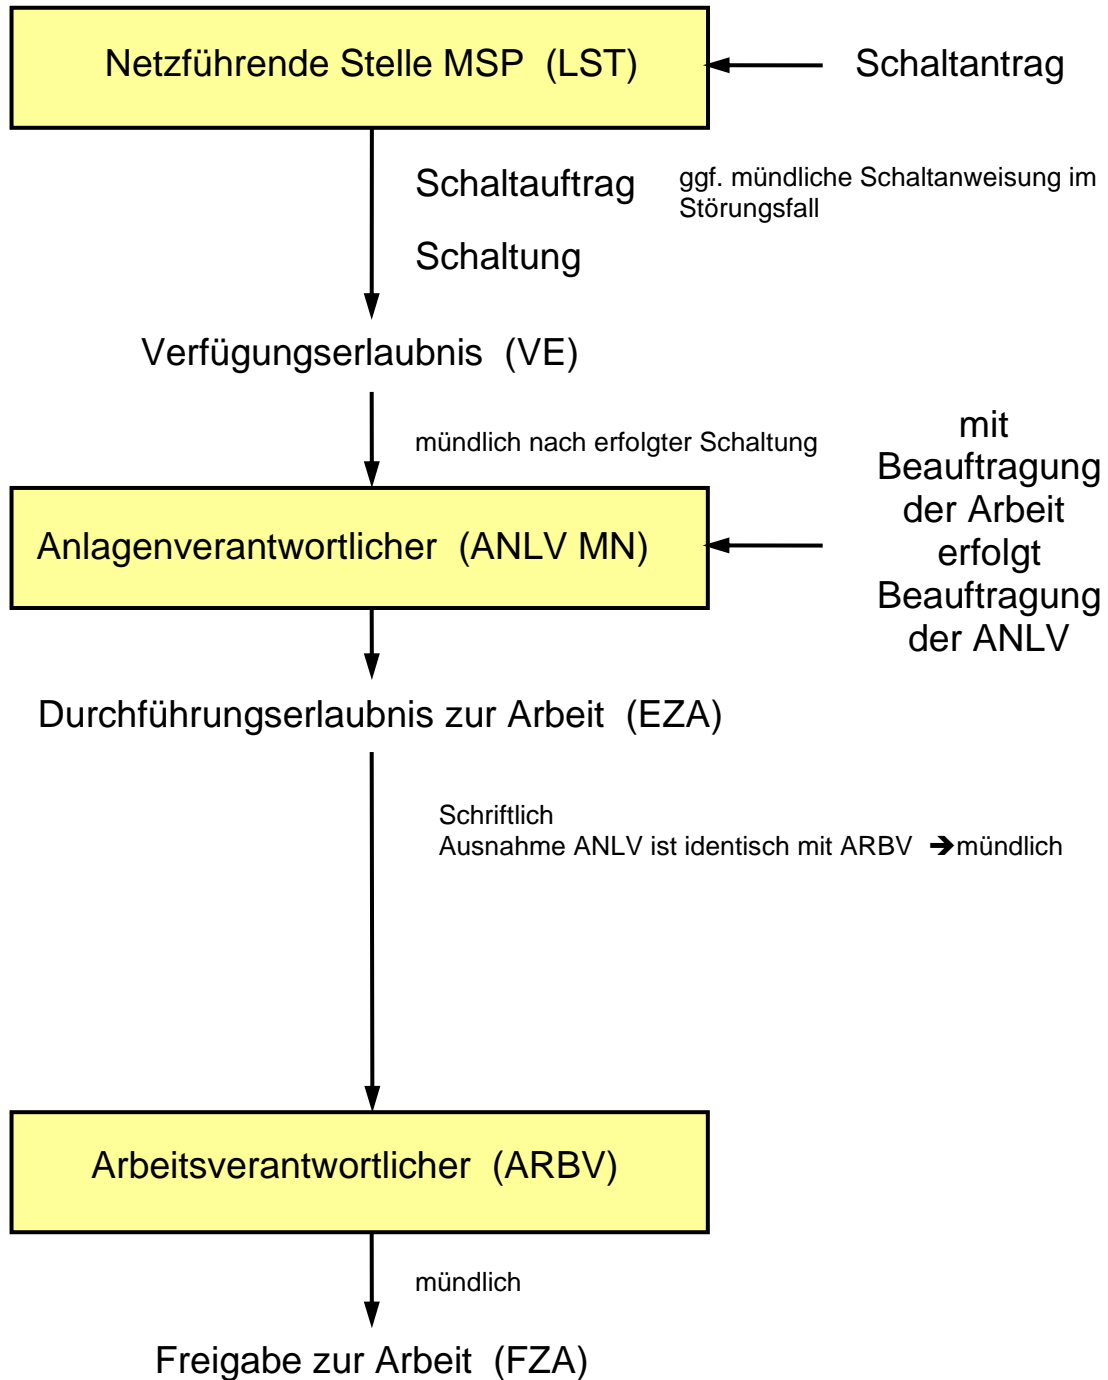 Netzführende Stelle MSP (LST)
Schaltantrag
Schaltauftrag
ggf. mündliche Schaltanweisung im
Störungsfall
Schaltung
Verfügungserlaubnis (VE)
mündlich nach erfolgter Schaltung
mit
Beauftragung
der Arbeit
erfolgt
Beauftragung
der ANLV
Anlagenverantwortlicher (ANLV MN)
Durchführungserlaubnis zur Arbeit (EZA)
Schriftlich
Ausnahme ANLV ist identisch mit ARBV ➔ mündlich
Arbeitsverantwortlicher (ARBV)
mündlich
Freigabe zur Arbeit (FZA)